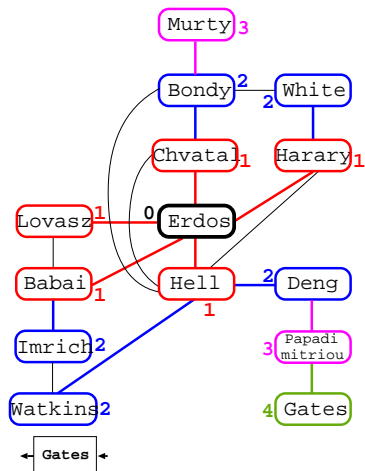 Murty 3
Bondy 2
2 White
Chvatal 1
Harary 1
Lovasz 1
0 Erdos
Babai 1
Hell 1
2 Deng
Imrich 2
3 Papadi
mitriou
Watkins 2
4 Gates
Gates